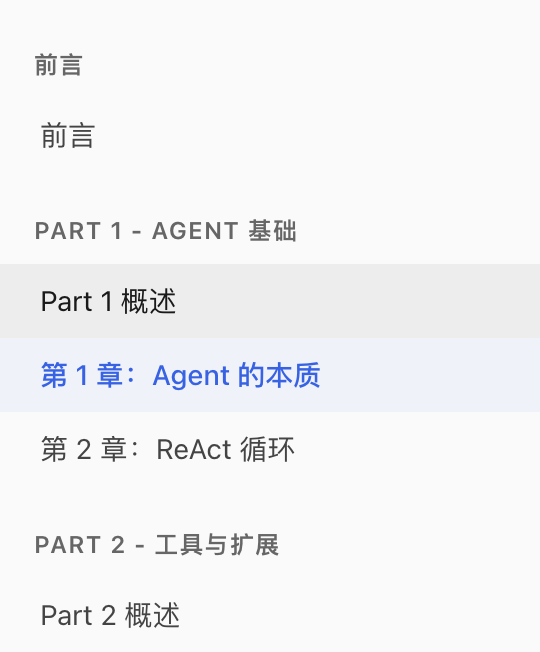 前言
前言
PART 1 - AGENT 基础
Part 1 概述
第 1 章：Agent 的本质
第 2 章：ReAct 循环
PART 2 - 工具与扩展
Part 2 概述